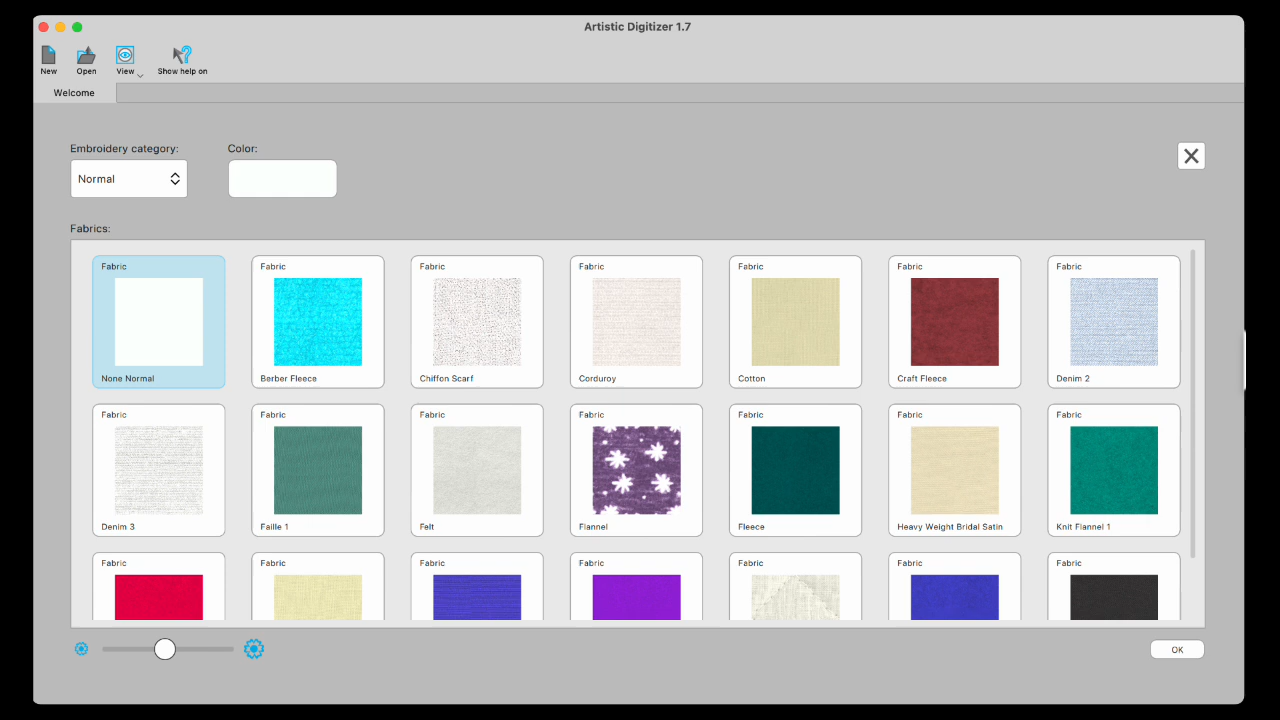 Artistic Digitizer 1.7
New Open View Show help on
Welcome
Embroidery category: Color:
Normal
Fabrics:
Fabric Fabric Fabric Fabric Fabric Fabric Fabric
None Normal Berber Fleece Chiffon Scarf Corduroy Cotton Craft Fleece Denim 2
Fabric Fabric Fabric Fabric Fabric Fabric Fabric
Denim 3 Faille 1 Felt Flannel Fleece Heavy Weight Bridal Satin Knit Flannel 1
Fabric Fabric Fabric Fabric Fabric Fabric Fabric
OK